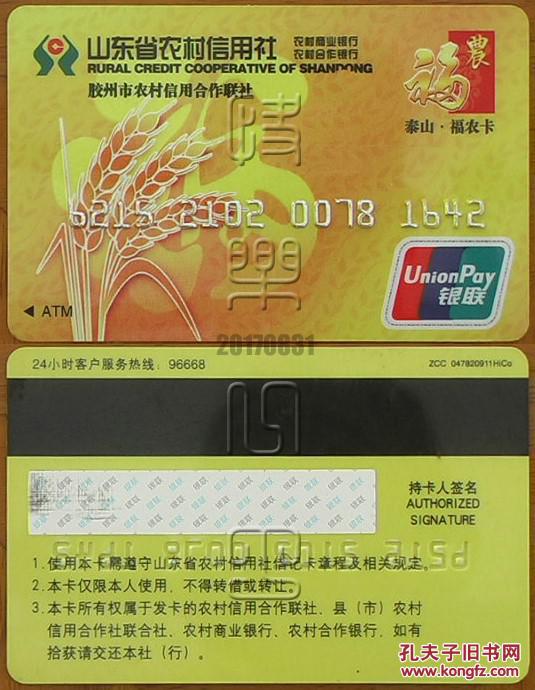 山东省农村信用社 农村商业银行
农村合作银行
RURAL CREDIT COOPERATIVE OF SHANDONG
胶州市农村信用合作联社
農
福
泰山·福农卡
6215 2102 0078 1642
UnionPay
银联
◀ ATM
20170831
24小时客户服务热线：96668
ZCC 047820911HiCo
持卡人签名
AUTHORIZED
SIGNATURE
1.使用本卡需遵守山东省农村信用社借记卡章程及相关规定。
2.本卡仅限本人使用，不得转借或转让。
3.本卡所有权属于发卡的农村信用合作联社、县（市）农村
信用合作社联合社、农村商业银行、农村合作银行，如有
拾获请交还本社（行）。
孔夫子旧书网
KONGFZ.COM